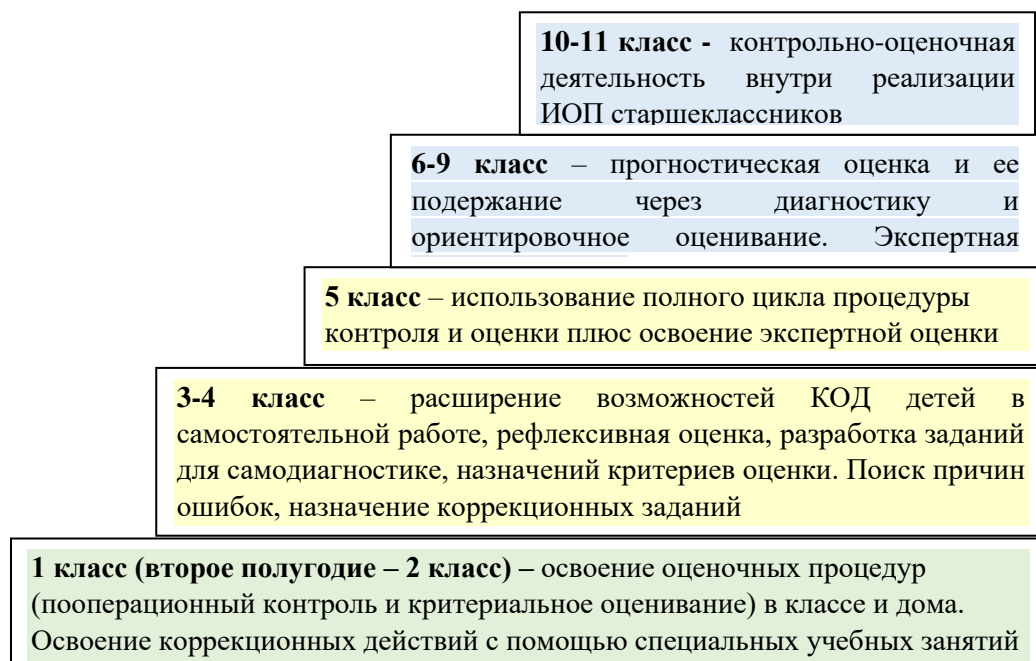 10-11 класс - контрольно-оценочная
деятельность внутри реализации
ИОП старшеклассников
6-9 класс – прогностическая оценка и ее
подержание через диагностику и
ориентировочное оценивание. Экспертная
5 класс – использование полного цикла процедуры
контроля и оценки плюс освоение экспертной оценки
3-4 класс – расширение возможностей КОД детей в
самостоятельной работе, рефлексивная оценка, разработка заданий
для самодиагностике, назначений критериев оценки. Поиск причин
ошибок, назначение коррекционных заданий
1 класс (второе полугодие – 2 класс) – освоение оценочных процедур
(пооперационный контроль и критериальное оценивание) в классе и дома.
Освоение коррекционных действий с помощью специальных учебных занятий